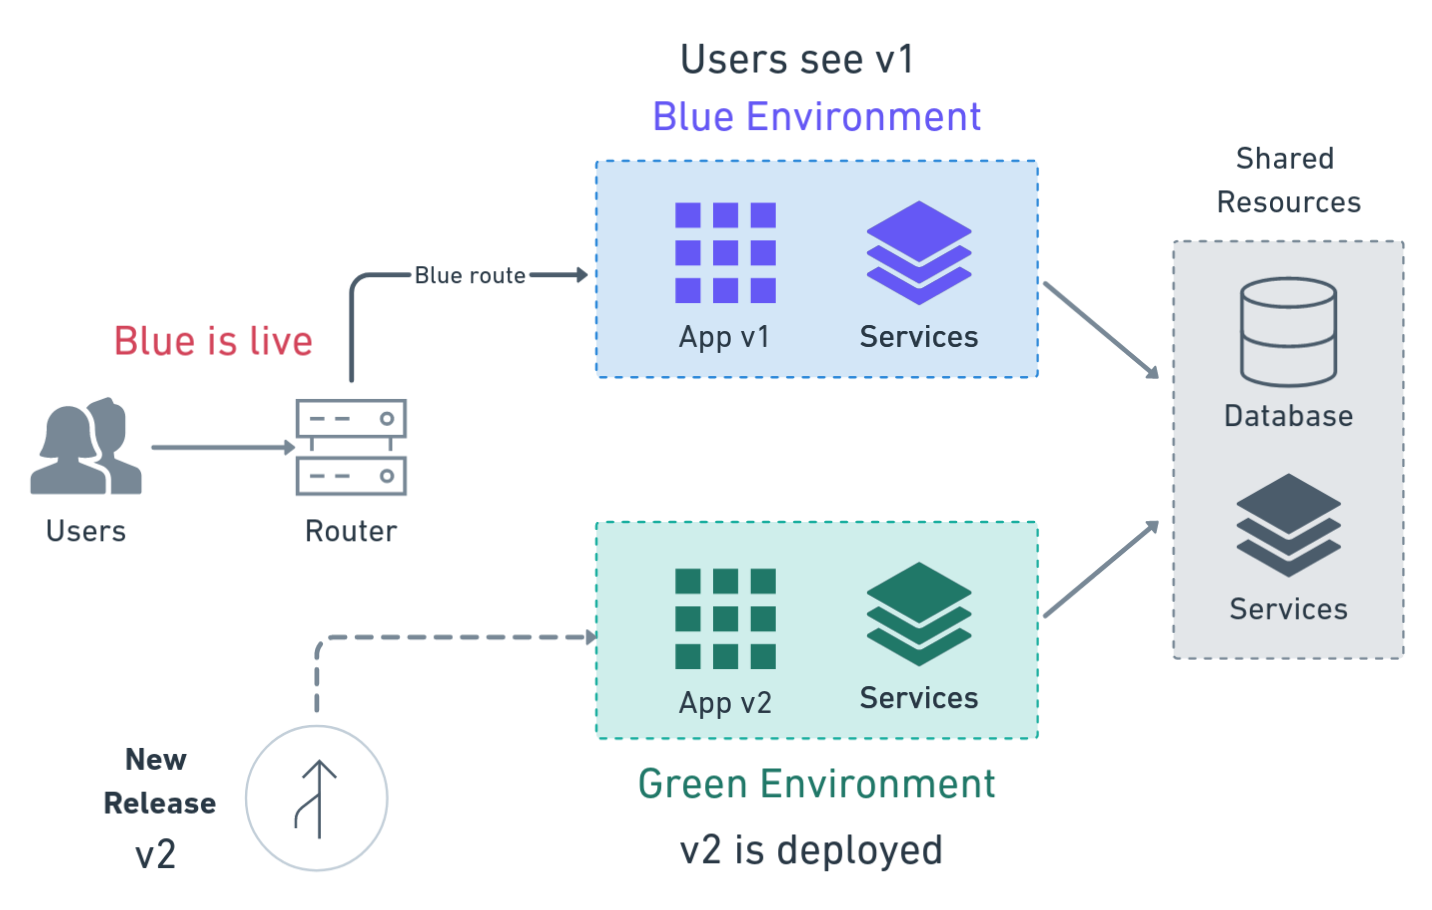 Users see v1
Blue Environment
Shared
Resources
Blue route
Blue is live
App v1
Services
Database
Users
Router
Services
App v2
Services
New
Release
v2
Green Environment
v2 is deployed